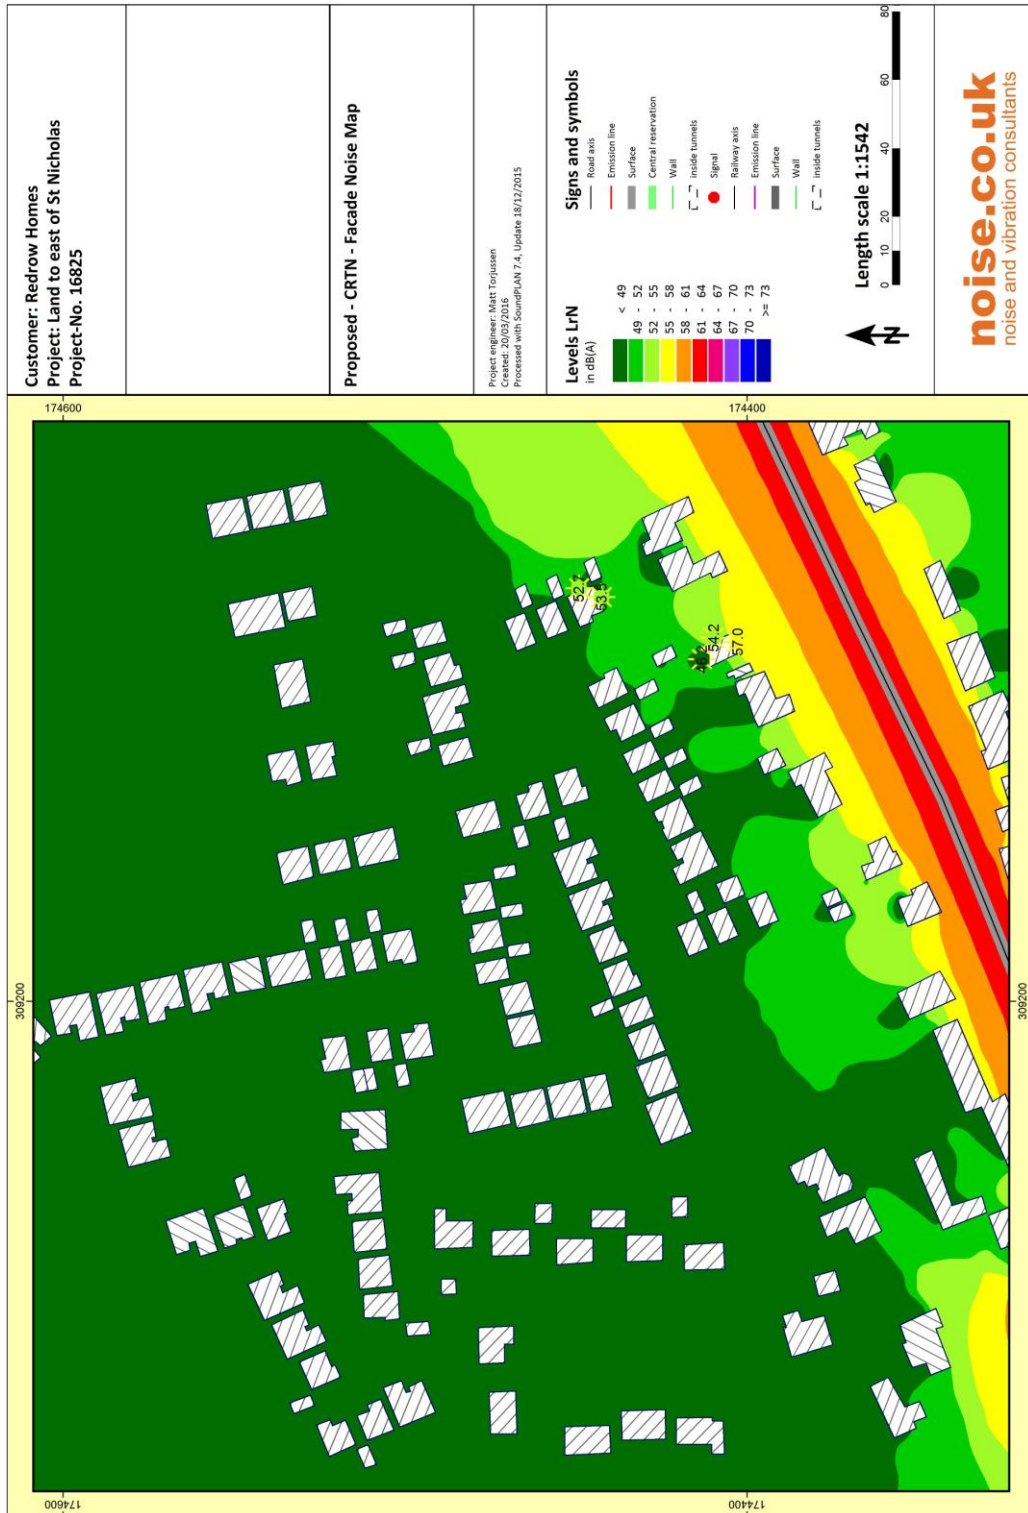 Customer: Redrow Homes
Project: Land to east of St Nicholas
Project-No. 16825
Proposed - CRTN - Facade Noise Map
Project engineer: Matt Torjussen
Created: 20/03/2016
Processed with SoundPLAN 7.4, Update 18/12/2015
Levels LrN
in dB(A)
< 49
49 - 52
52 - 55
55 - 58
58 - 61
61 - 64
64 - 67
67 - 70
70 - 73
>= 73
Signs and symbols
Road axis
Emission line
Surface
Central reservation
Wall
inside tunnels
Signal
Railway axis
Emission line
Surface
Wall
inside tunnels
N
Length scale 1:1542
0 10 20 40 60 80
noise.co.uk
noise and vibration consultants
174600
174400
309200
309200
174600
174400
53.5
54.2
57.0